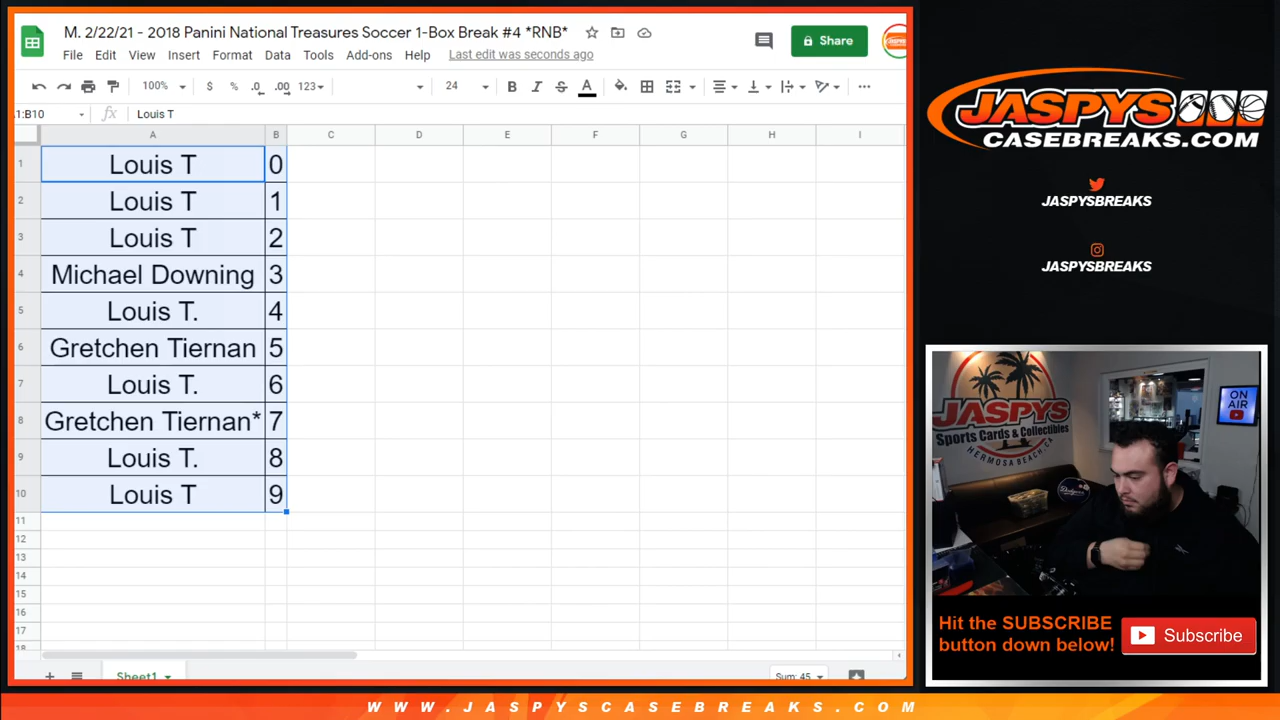 M. 2/22/21 - 2018 Panini National Treasures Soccer 1-Box Break #4 *RNB*
File Edit View Insert Format Data Tools Add-ons Help Last edit was seconds ago
Share
100% $ % .0 .00 123 24 B I S A
1:B10 fx Louis T
A B C D E F G H I
1 Louis T 0
2 Louis T 1
3 Louis T 2
4 Michael Downing 3
5 Louis T. 4
6 Gretchen Tiernan 5
7 Louis T. 6
8 Gretchen Tiernan* 7
9 Louis T. 8
10 Louis T 9
11
12
13
14
15
16
17
18
Sheet1
Sum: 45
JASPYS
CASEBREAKS.COM
JASPYSBREAKS
JASPYSBREAKS
JASPYS
Sports Cards & Collectibles
HERMOSA BEACH, CA
Dodgers
ON
AIR
Hit the SUBSCRIBE
button down below!
Subscribe
WWW.JASPYSCASEBREAKS.COM